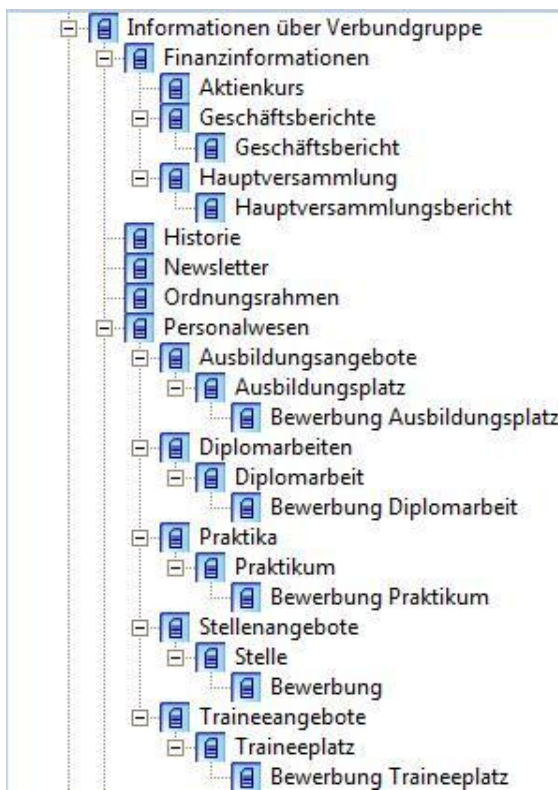 Informationen über Verbundgruppe
Finanzinformationen
Aktienkurs
Geschäftsberichte
Geschäftsbericht
Hauptversammlung
Hauptversammlungsbericht
Historie
Newsletter
Ordnungsrahmen
Personalwesen
Ausbildungsangebote
Ausbildungsplatz
Bewerbung Ausbildungsplatz
Diplomarbeiten
Diplomarbeit
Bewerbung Diplomarbeit
Praktika
Praktikum
Bewerbung Praktikum
Stellenangebote
Stelle
Bewerbung
Traineeangebote
Traineeplatz
Bewerbung Traineeplatz